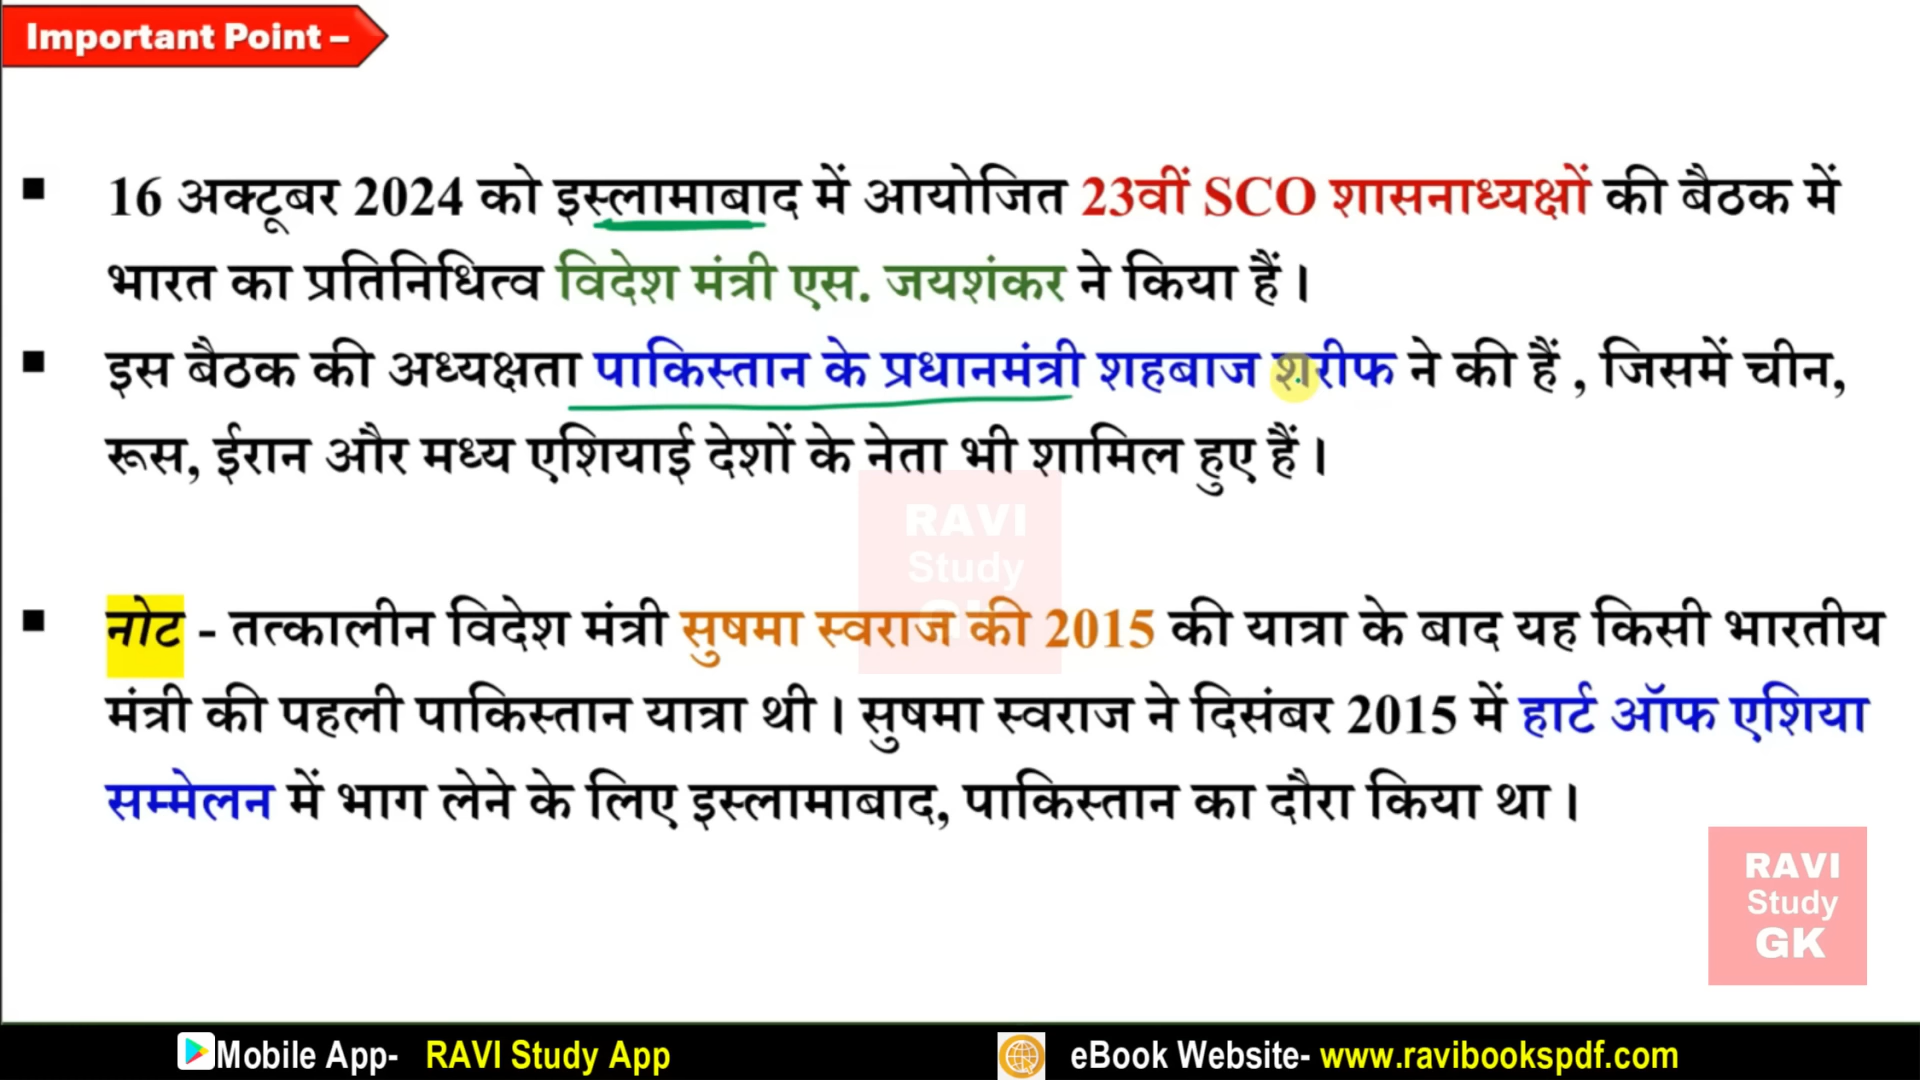 Important Point –
▪ 16 अक्टूबर 2024 को इस्लामाबाद में आयोजित 23वीं SCO शासनाध्यक्षों की बैठक में
भारत का प्रतिनिधित्व विदेश मंत्री एस. जयशंकर ने किया हैं।
▪ इस बैठक की अध्यक्षता पाकिस्तान के प्रधानमंत्री शहबाज शरीफ ने की हैं , जिसमें चीन,
रूस, ईरान और मध्य एशियाई देशों के नेता भी शामिल हुए हैं।
RAVI
Study
GK
▪ नोट - तत्कालीन विदेश मंत्री सुषमा स्वराज की 2015 की यात्रा के बाद यह किसी भारतीय
मंत्री की पहली पाकिस्तान यात्रा थी। सुषमा स्वराज ने दिसंबर 2015 में हार्ट ऑफ एशिया
सम्मेलन में भाग लेने के लिए इस्लामाबाद, पाकिस्तान का दौरा किया था।
RAVI
Study
GK
Mobile App- RAVI Study App
eBook Website- www.ravibookspdf.com